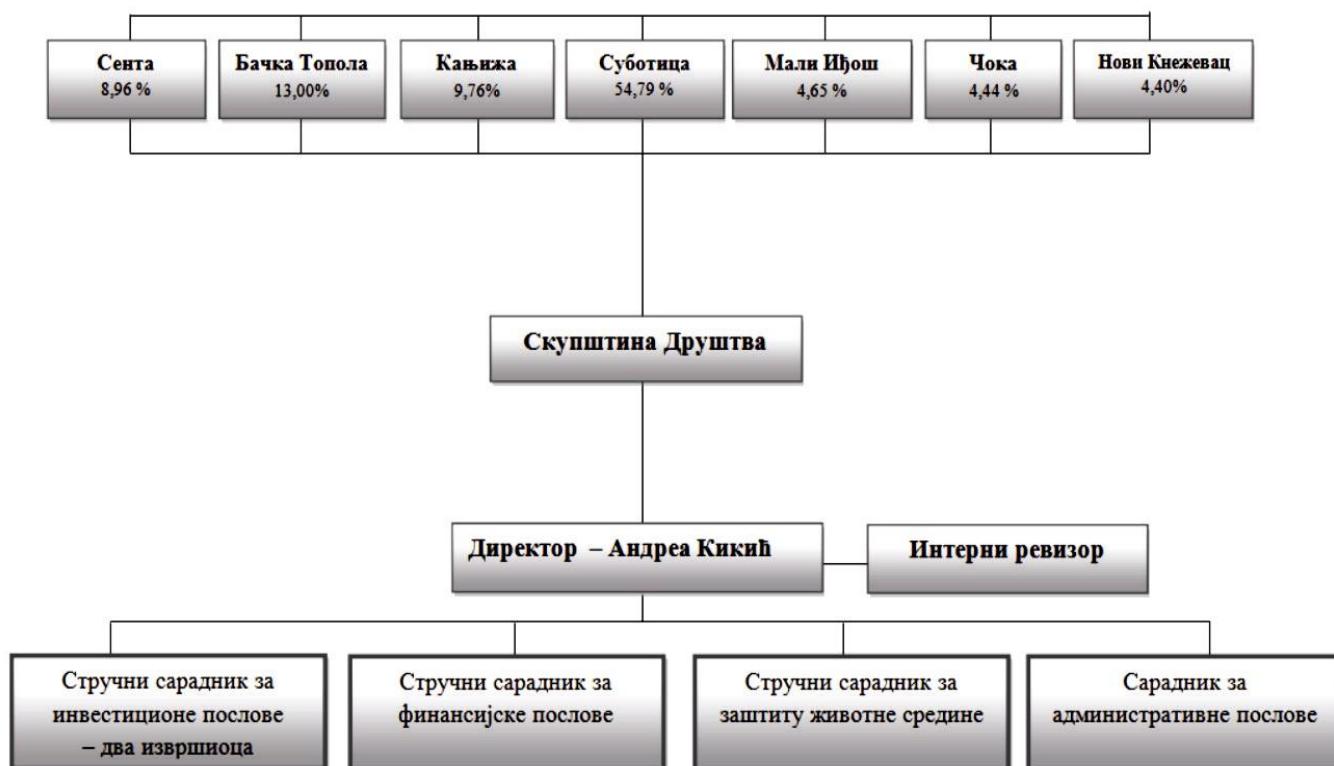 Сента
8,96 %
Бачка Топола
13,00%
Кањижа
9,76%
Суботица
54,79 %
Мали Иђош
4,65 %
Чока
4,44 %
Нови Кнежевац
4,40%
Скупштина Друштва
Директор – Андреа Кикић
Интерни ревизор
Стручни сарадник за
инвестиционе послове
– два извршиоца
Стручни сарадник за
финансијске послове
Стручни сарадник за
заштиту животне средине
Сарадник за
административне послове